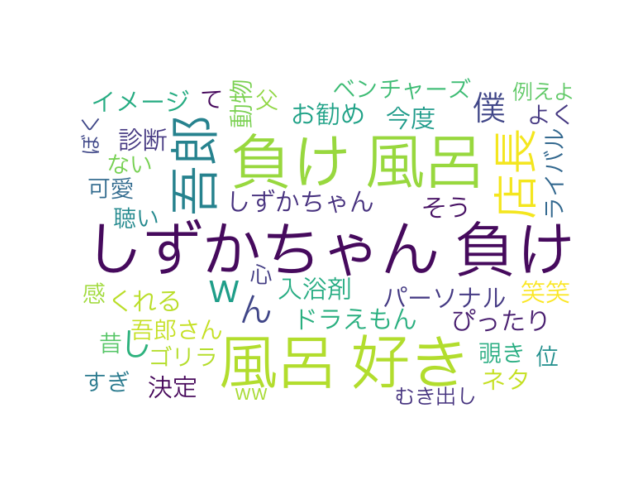 ベンチャーズ 例えよ
イメージ て 動物 父 お勧め 今度 僕 よく
ぼく 診断 吾郎 負け 風呂 店長 ライバル
ない
可愛 しずかちゃん そう
聴い
しずかちゃん 負け
心
感 くれる w ん 入浴剤 パーソナル 笑笑
吾郎さん ドラえもん ぴったり
昔 し ゴリラ 風呂 好き 覗き 位
すぎ 決定 ww むき出し ネタ